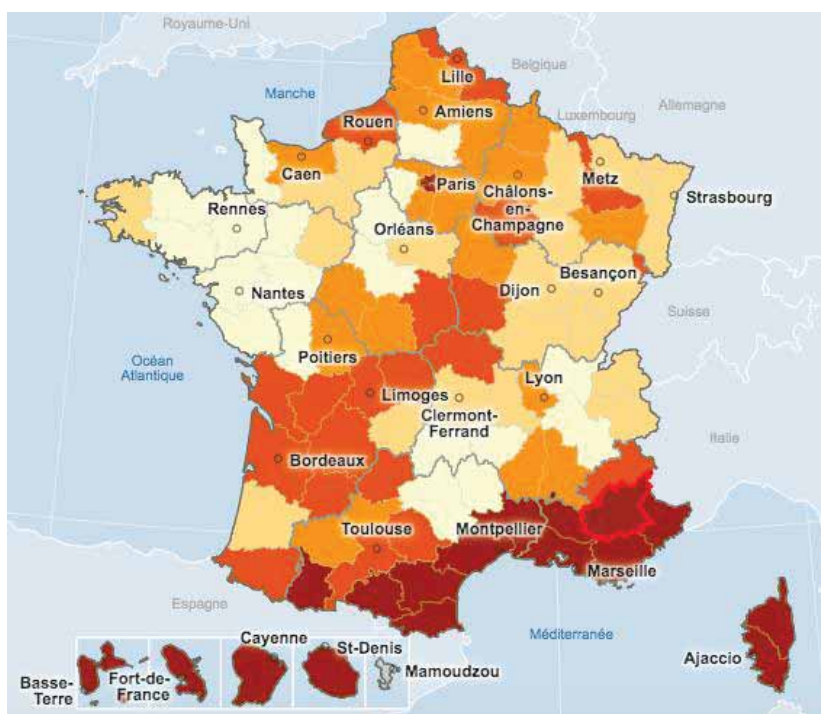 Royaume-Uni
Belgique
Lille
Manche
Luxembourg
Allemagne
Amiens
Rouen
Caen
Paris
Châlons-
en-
Champagne
Metz
Strasbourg
Rennes
Orléans
Besançon
Dijon
Nantes
Suisse
Océan
Atlantique
Poitiers
Limoges
Lyon
Clermont-
Ferrand
Italie
Bordeaux
Toulouse
Montpellier
Marseille
Espagne
Méditerranée
Cayenne
St-Denis
Ajaccio
Basse-
Terre
Fort-de-
France
Mamoudzou